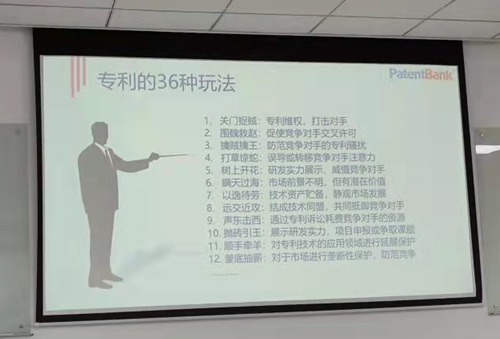 专利的36种玩法
PatentBank
1、关门捉贼：专利维权，打击对手
2、围魏救赵：促使竞争对手交叉许可
3、擒贼擒王：防范竞争对手的专利骚扰
4、打草惊蛇：误导或转移竞争对手注意力
5、树上开花：研发实力展示，威慑竞争对手
6、瞒天过海：市场前景不明，但有潜在价值
7、以逸待劳：技术资产贮备，静观市场发展
8、远交近攻：结成技术同盟，共同抵御竞争对手
9、声东击西：通过专利诉讼耗费竞争对手的资源
10、抛砖引玉：展示研发实力，项目申报或争取课题
11、顺手牵羊：对专利技术的应用领域进行延展保护
12、釜底抽薪：对于市场进行垄断性保护，防范竞争